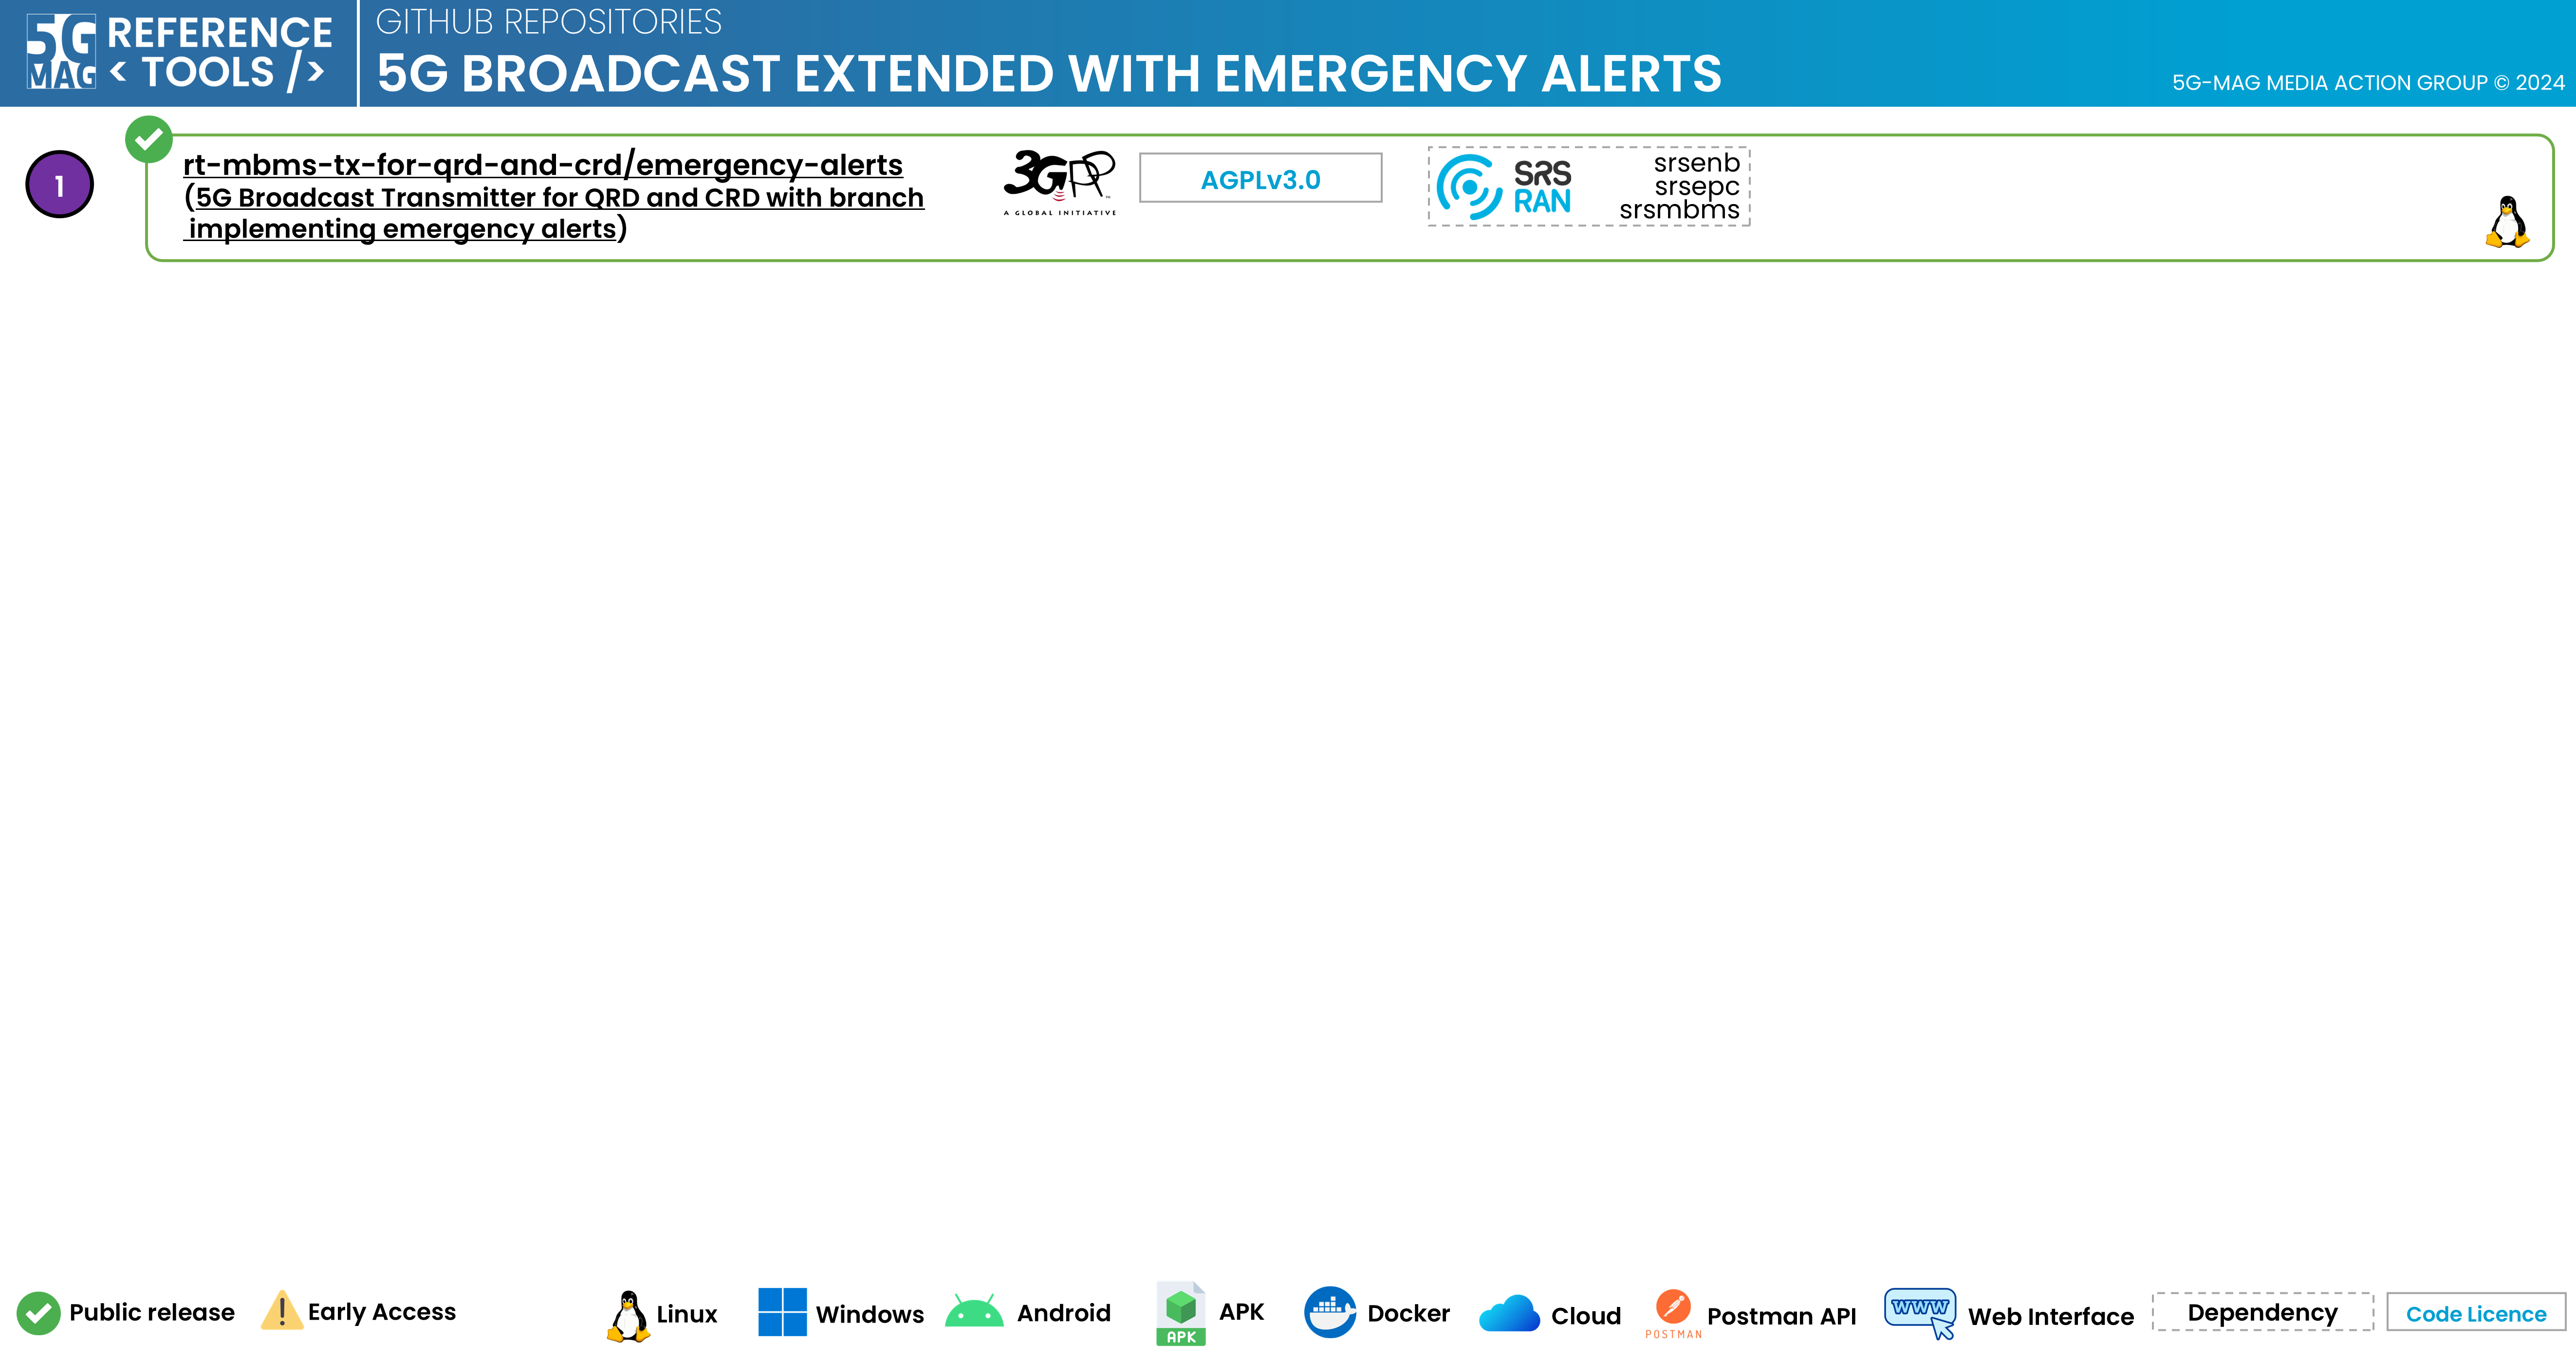 5G MAG
REFERENCE
< TOOLS />
GITHUB REPOSITORIES
5G BROADCAST EXTENDED WITH EMERGENCY ALERTS
5G-MAG MEDIA ACTION GROUP © 2024
1
rt-mbms-tx-for-qrd-and-crd/emergency-alerts
(5G Broadcast Transmitter for QRD and CRD with branch
implementing emergency alerts)
3GPP
TM
A GLOBAL INITIATIVE
AGPLv3.0
SRS
RAN
srsenb
srsepc
srsmbms
Public release
Early Access
Linux
Windows
Android
APK
APK
Docker
Cloud
POSTMAN
Postman API
WWW
Web Interface
Dependency
Code Licence